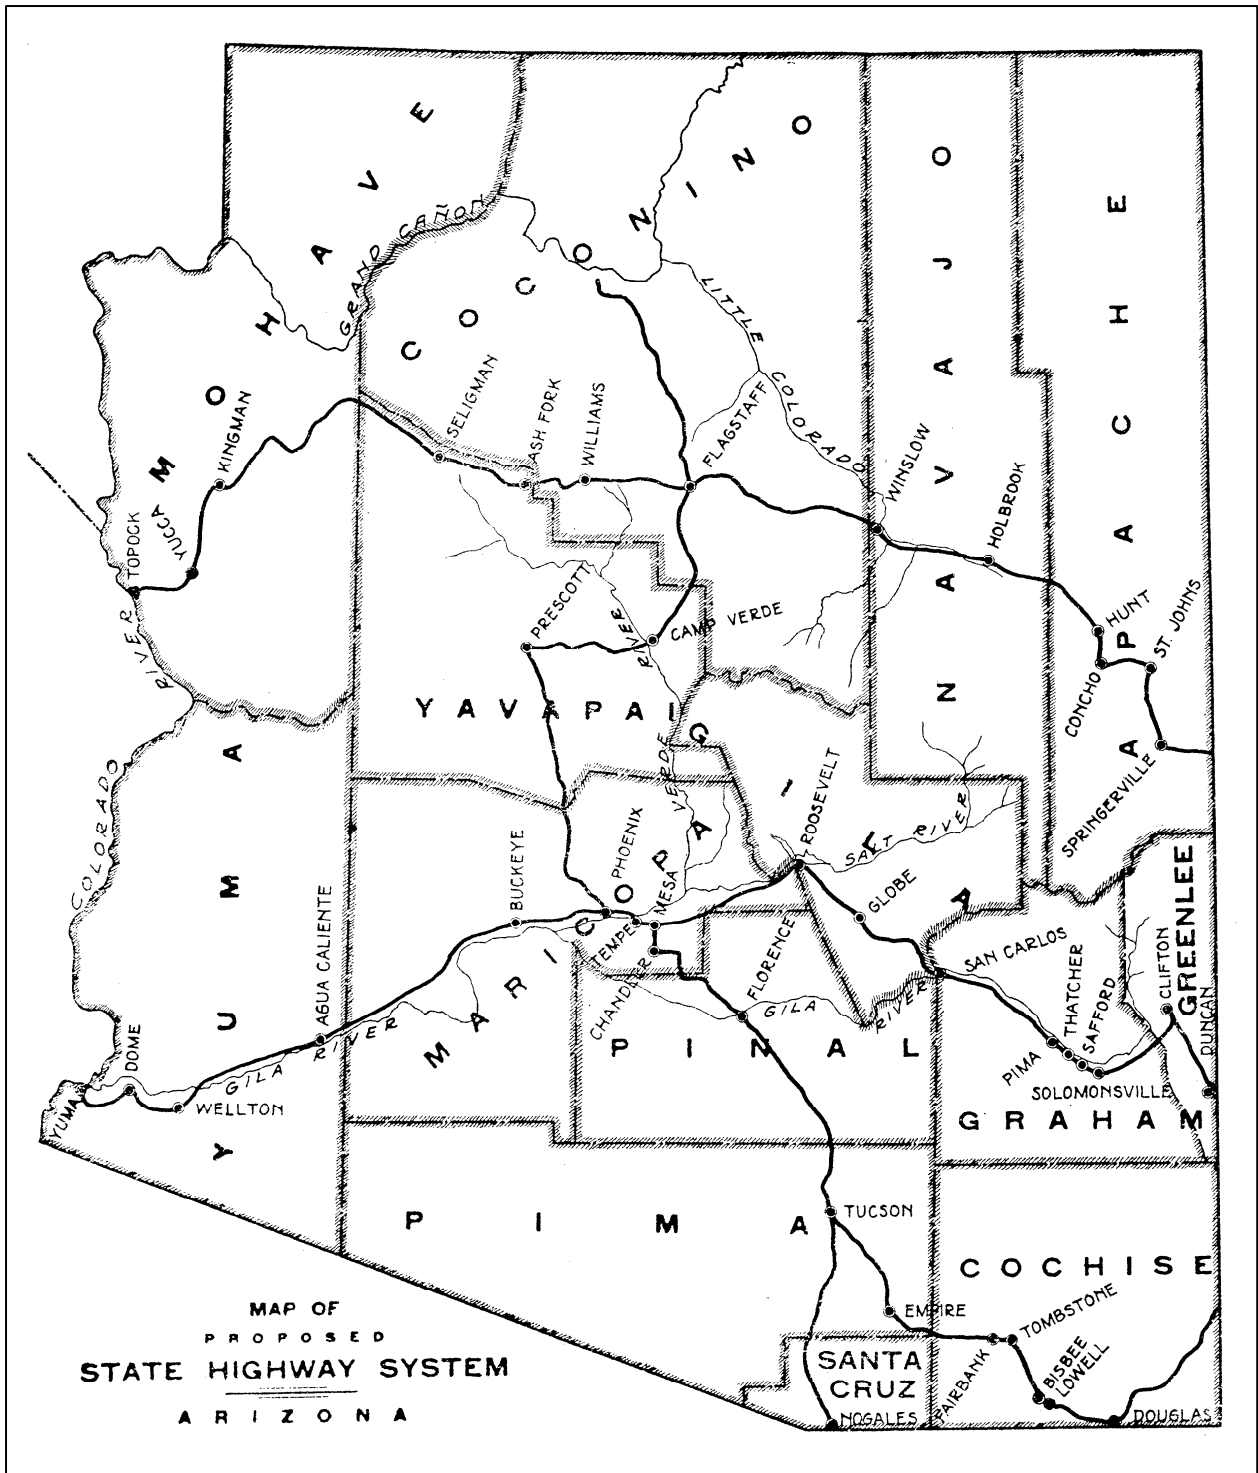 MOHAVE
COCONINO
NAVAJO
APACHE
GRAND CAÑON
LITTLE COLORADO
SELIGMAN
ASH FORK
WILLIAMS
FLAGSTAFF
WINSLOW
HOLBROOK
KINGMAN
YUCCA
TOPOCK
RIVER
HUNT
ST. JOHNS
CONCHO
SPRINGERVILLE
PRESCOTT
CAMP VERDE
VERDE RIVER
YAVAPAI
GILA
ROOSEVELT
SALT RIVER
COLORADO
YUMA
PHOENIX
MESA
TEMPE
CHANDLER
MARICOPA
BUCKEYE
AGUA CALIENTE
GLOBE
SAN CARLOS
FLORENCE
GILA RIVER
PINAL
THATCHER
SAFFORD
PIMA
SOLOMONSVILLE
CLIFTON
GREENLEE
DUNCAN
GRAHAM
DOME
YUMA
WELLTON
GILA RIVER
PIMA
TUCSON
COCHISE
EMPIRE
TOMBSTONE
FAIRBANK
BISBEE
LOWELL
SANTA
CRUZ
NOGALES
DOUGLAS
MAP OF
PROPOSED
STATE HIGHWAY SYSTEM
ARIZONA